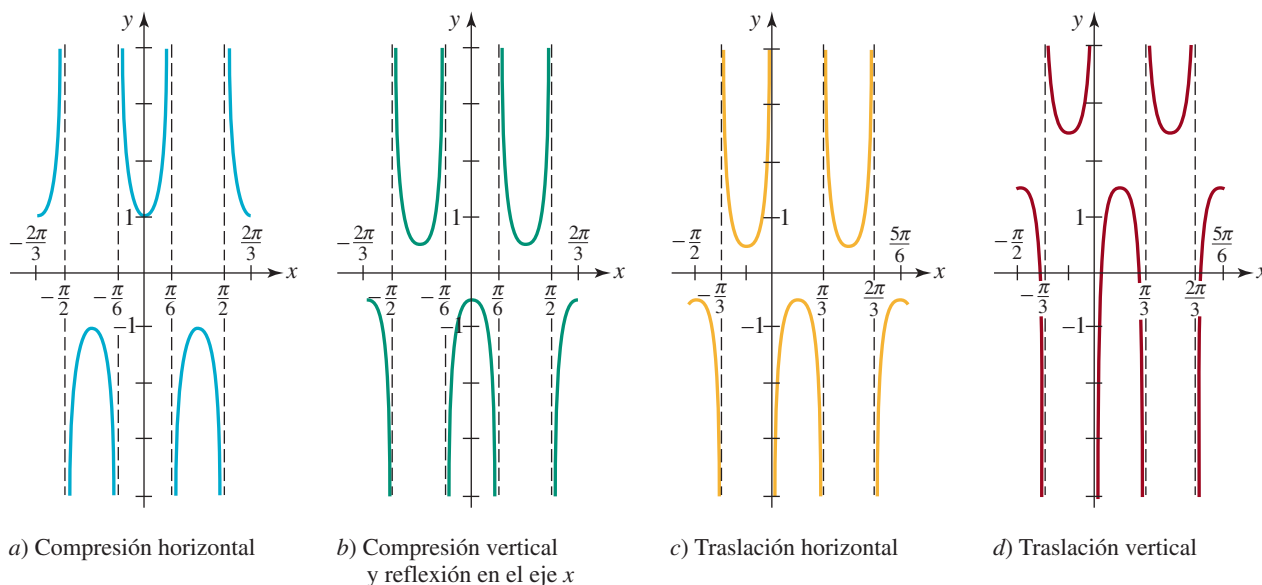 y
1
−1
−2π/3
2π/3
x
−π/2
−π/6
π/6
π/2
a) Compresión horizontal
y
1
−1
−2π/3
2π/3
x
−π/2
−π/6
π/6
π/2
b) Compresión vertical
y reflexión en el eje x
y
1
−1
−π/2
5π/6
x
−π/3
π/3
2π/3
c) Traslación horizontal
y
1
−1
−π/2
5π/6
x
−π/3
π/3
2π/3
d) Traslación vertical